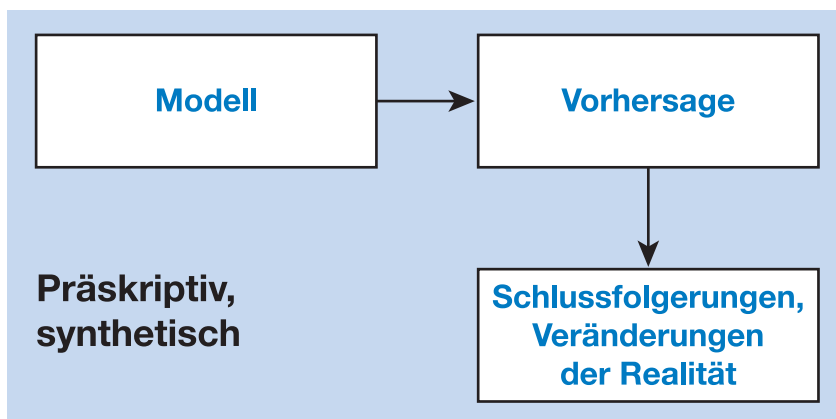 Modell
Vorhersage
Präskriptiv,
synthetisch
Schlussfolgerungen,
Veränderungen
der Realität